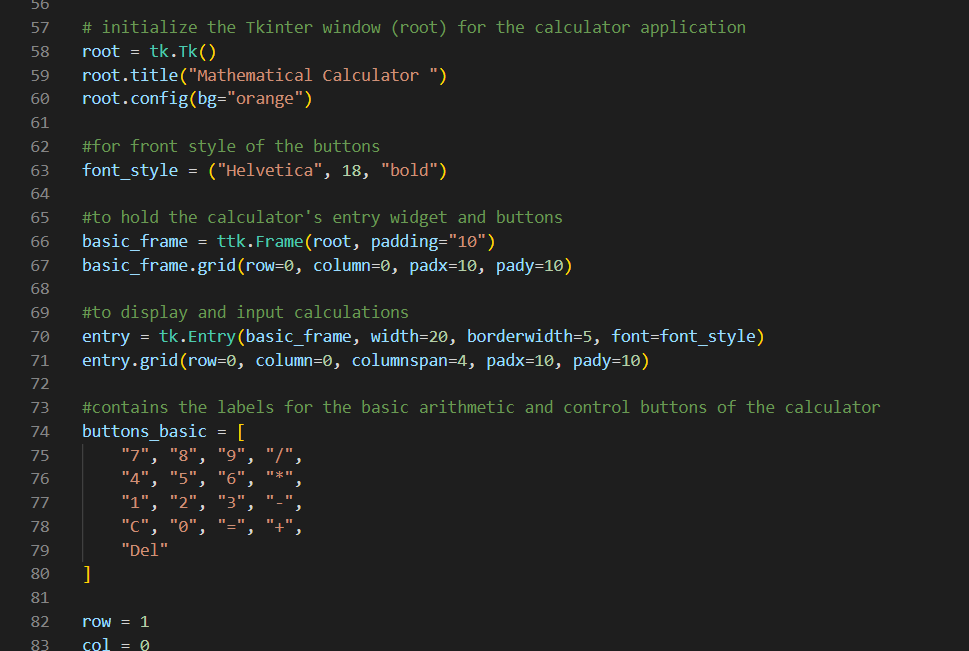 56
57 # initialize the Tkinter window (root) for the calculator application
58 root = tk.Tk()
59 root.title("Mathematical Calculator ")
60 root.config(bg="orange")
61
62 #for front style of the buttons
63 font_style = ("Helvetica", 18, "bold")
64
65 #to hold the calculator's entry widget and buttons
66 basic_frame = ttk.Frame(root, padding="10")
67 basic_frame.grid(row=0, column=0, padx=10, pady=10)
68
69 #to display and input calculations
70 entry = tk.Entry(basic_frame, width=20, borderwidth=5, font=font_style)
71 entry.grid(row=0, column=0, columnspan=4, padx=10, pady=10)
72
73 #contains the labels for the basic arithmetic and control buttons of the calculator
74 buttons_basic = [
75     "7", "8", "9", "/",
76     "4", "5", "6", "*",
77     "1", "2", "3", "-",
78     "C", "0", "=", "+",
79     "Del"
80 ]
81
82 row = 1
83 col = 0